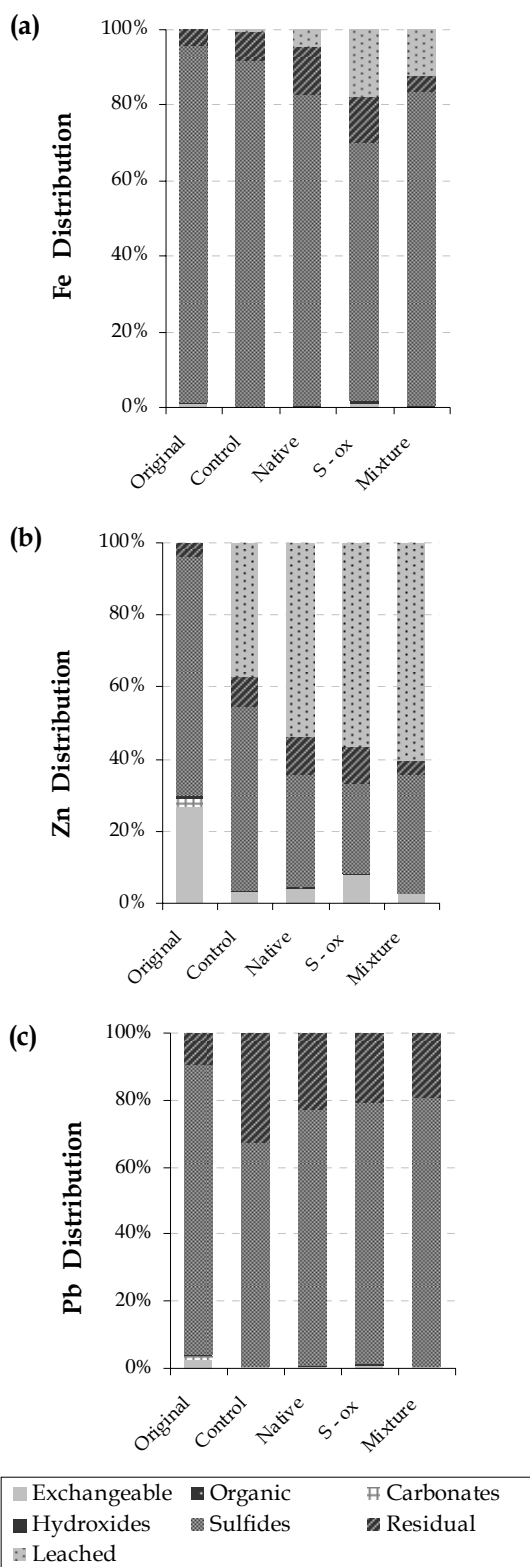 (a)
Fe Distribution
100%
80%
60%
40%
20%
0%
Original
Control
Native
S - ox
Mixture
(b)
Zn Distribution
100%
80%
60%
40%
20%
0%
Original
Control
Native
S - ox
Mixture
(c)
Pb Distribution
100%
80%
60%
40%
20%
0%
Original
Control
Native
S - ox
Mixture
Exchangeable Organic Carbonates
Hydroxides Sulfides Residual
Leached